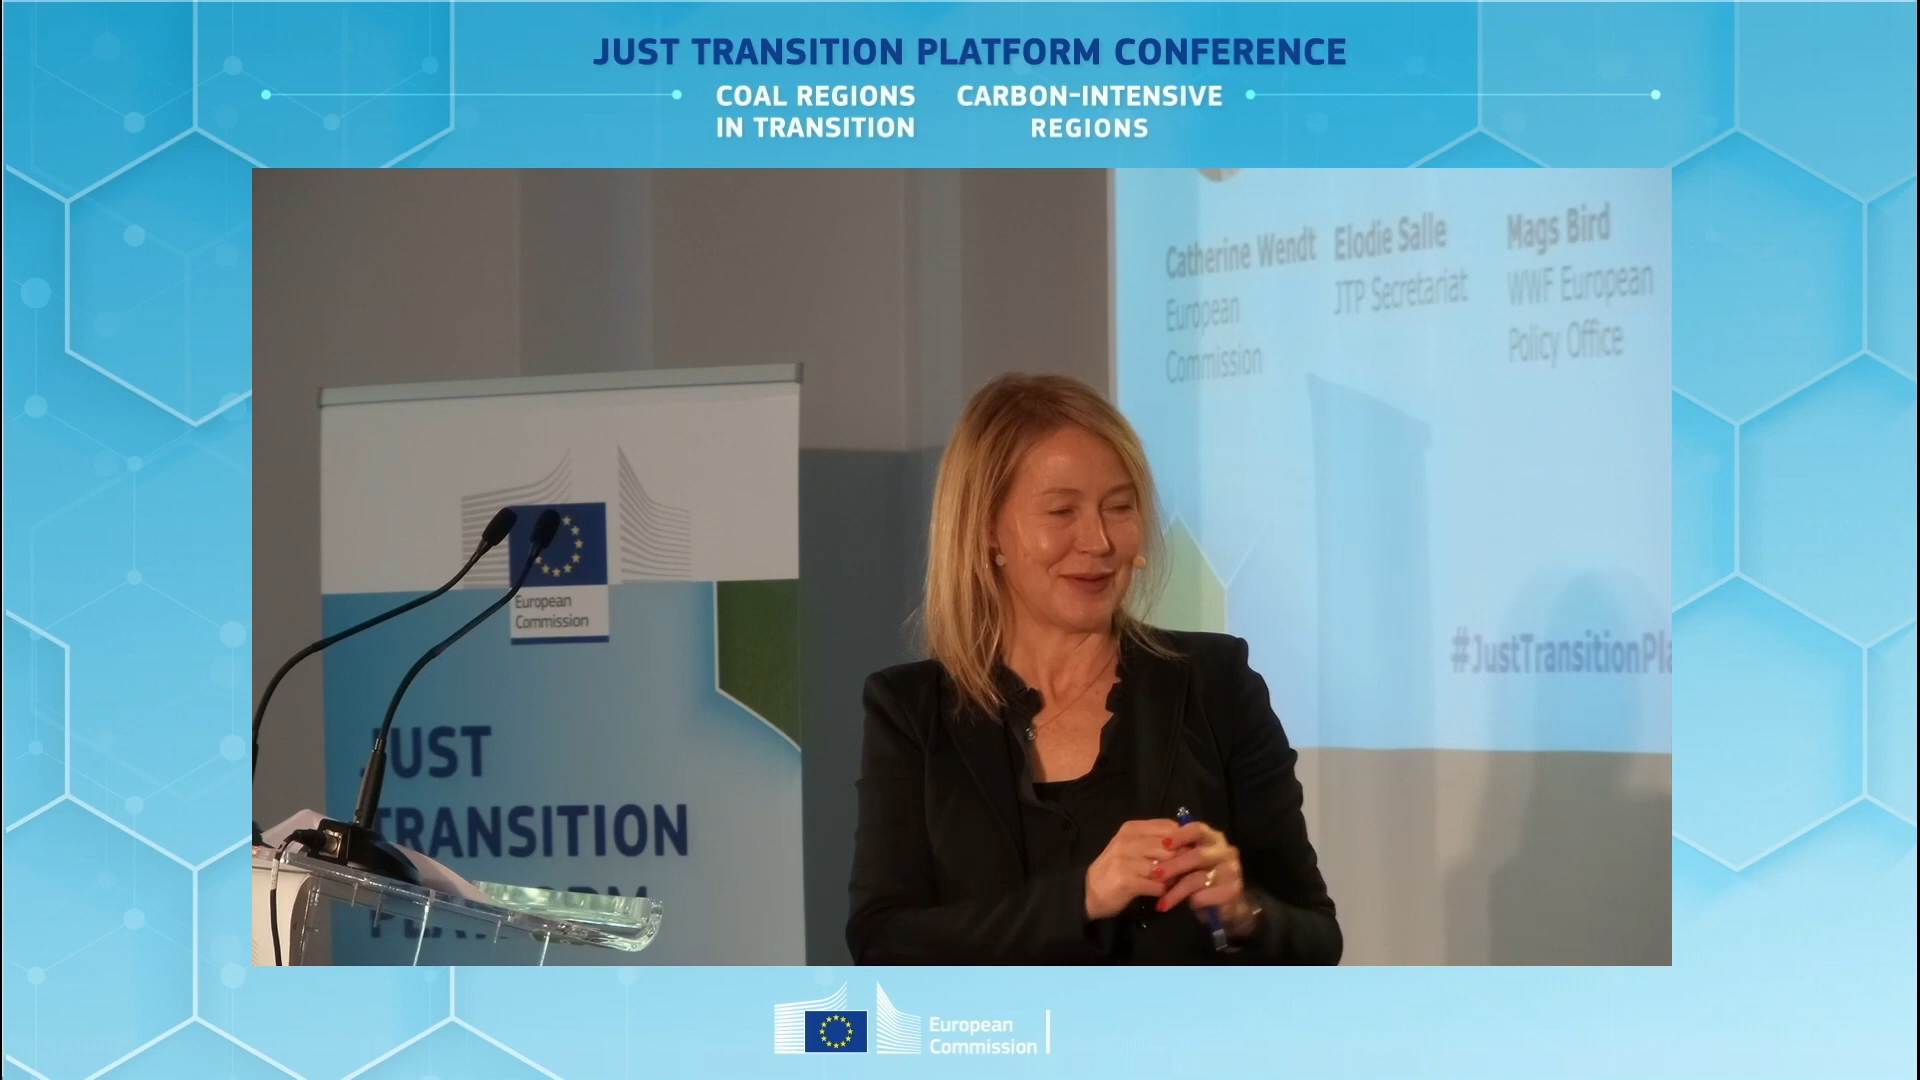 JUST TRANSITION PLATFORM CONFERENCE
COAL REGIONS
IN TRANSITION
CARBON-INTENSIVE
REGIONS
Catherine Wendt
European
Commission
Elodie Salle
JTP Secretariat
Mags Bird
WWF European
Policy Office
#JustTransitionPla
European
Commission
JUST
TRANSITION
PLATFORM
European
Commission